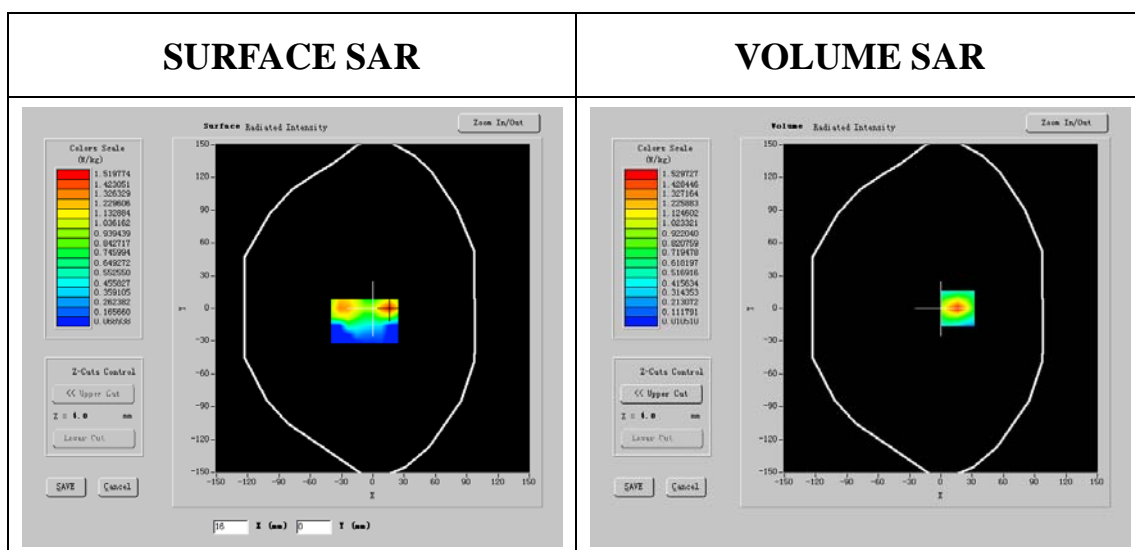 SURFACE SAR
VOLUME SAR
Surface Radiated Intensity
Zoom In/Out
Colors Scale
(W/kg)
1.519774
1.423051
1.326329
1.229606
1.132884
1.036162
0.939439
0.842717
0.745994
0.649272
0.552550
0.455827
0.359105
0.262382
0.165660
0.068938
Z-Cuts Control
<< Upper Cut
Z = 4.0 mm
Lower Cut
SAVE
Cancel
150
90
60
30
0
-30
-60
-90
-120
-150
Y
-150 -120 -90 -60 -30 0 30 60 90 120 150
X
16 X (mm) 0 Y (mm)
Volume Radiated Intensity
Zoom In/Out
Colors Scale
(W/kg)
1.529727
1.428446
1.327164
1.225883
1.124602
1.023321
0.922040
0.820759
0.719478
0.618197
0.516916
0.415634
0.314353
0.213072
0.111791
0.010510
Z-Cuts Control
<< Upper Cut
Z = 4.0 mm
Lower Cut
SAVE
Cancel
150
90
60
30
0
-30
-60
-90
-120
-150
Y
-150 -120 -90 -60 -30 0 30 60 90 120 150
X